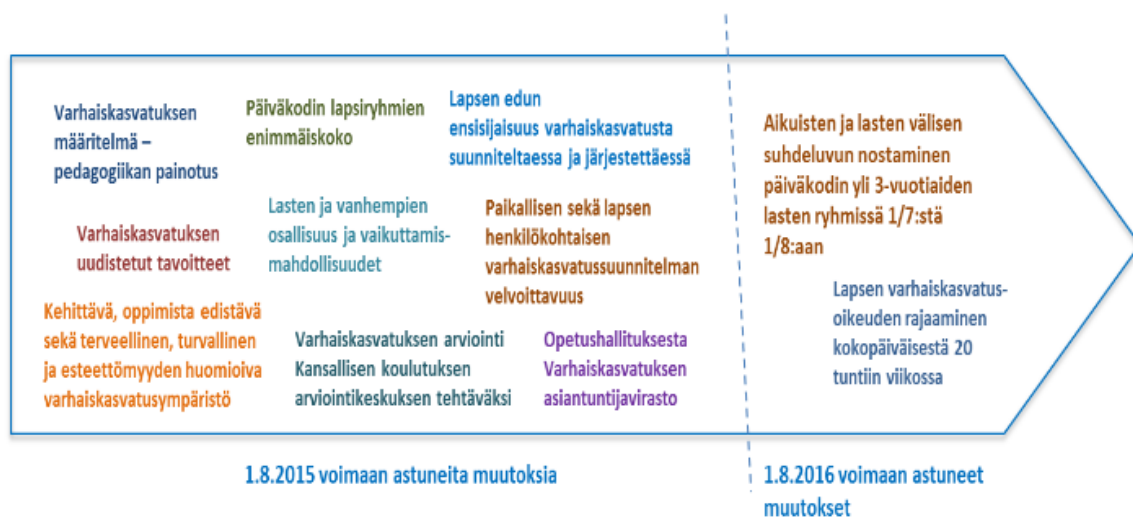 Varhaiskasvatuksen
määritelmä –
pedagogiikan painotus
Päiväkodin lapsiryhmien
enimmäiskoko
Lapsen edun
ensisijaisuus varhaiskasvatusta
suunniteltaessa ja järjestettäessä
Varhaiskasvatuksen
uudistetut tavoitteet
Lasten ja vanhempien
osallisuus ja vaikuttamis-
mahdollisuudet
Paikallisen sekä lapsen
henkilökohtaisen
varhaiskasvatussuunnitelman
velvoittavuus
Kehittävä, oppimista edistävä
sekä terveellinen, turvallinen
ja esteettömyyden huomioiva
varhaiskasvatusympäristö
Varhaiskasvatuksen arviointi
Kansallisen koulutuksen
arviointikeskuksen tehtäväksi
Opetushallituksesta
Varhaiskasvatuksen
asiantuntijavirasto
Aikuisten ja lasten välisen
suhdeluvun nostaminen
päiväkodin yli 3-vuotiaiden
lasten ryhmissä 1/7:stä
1/8:aan
Lapsen varhaiskasvatus-
oikeuden rajaaminen
kokopäiväisestä 20
tuntiin viikossa
1.8.2015 voimaan astuneita muutoksia
1.8.2016 voimaan astuneet
muutokset